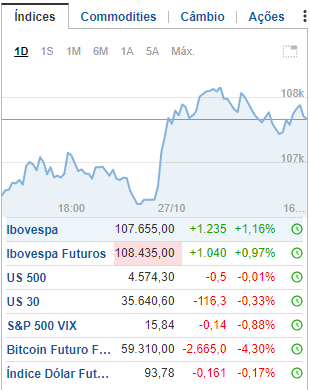 Índices Commodities Câmbio Ações
1D 1S 1M 6M 1A 5A Máx.
108k
107k
18:00 27/10 16...
Ibovespa 107.655,00 +1.235 +1,16%
Ibovespa Futuros 108.435,00 +1.040 +0,97%
US 500 4.574,30 -0,5 -0,01%
US 30 35.640,60 -116,3 -0,33%
S&P 500 VIX 15,84 -0,14 -0,88%
Bitcoin Futuro F... 59.310,00 -2.665,0 -4,30%
Índice Dólar Fut... 93,78 -0,161 -0,17%